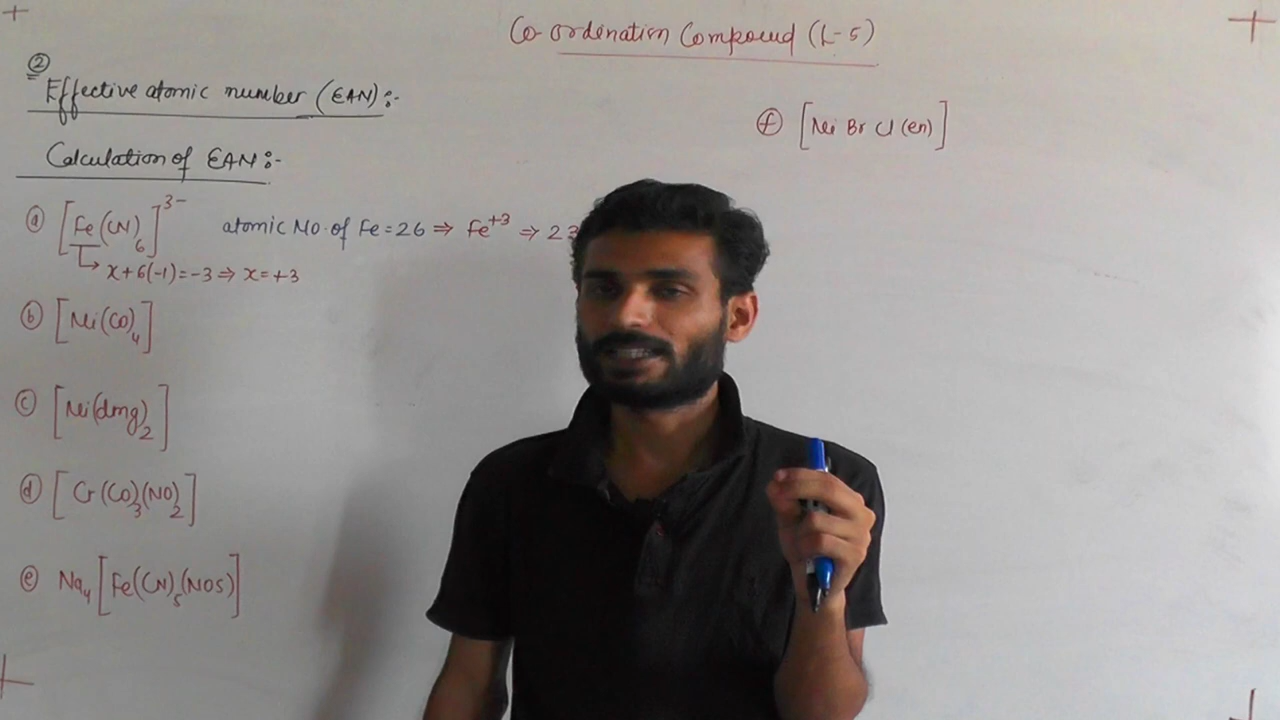 Co-ordination Compound (L-5)
②
Effective atomic number (EAN):-
Calculation of EAN:-
ⓐ [Fe(CN)6]3- atomic No. of Fe=26 ⇒ Fe+3 ⇒ 23
x+6(-1)=-3 ⇒ x=+3
ⓑ [Ni(CO)4]
ⓒ [Ni(dmg)2]
ⓓ [Cr(CO)3(NO)2]
ⓔ Na4[Fe(CN)5(NOS)]
ⓕ [Ni Br Cl (en)]